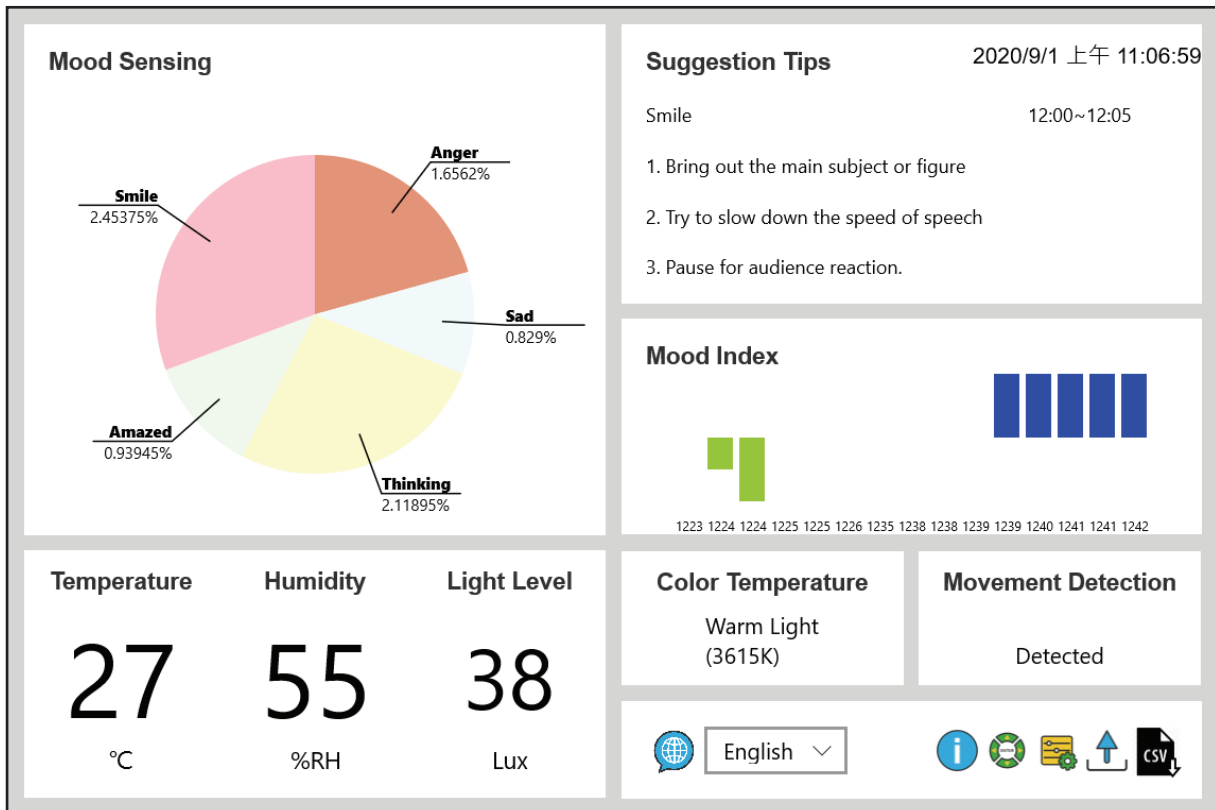 Mood Sensing
Anger
1.6562%
Smile
2.45375%
Sad
0.829%
Amazed
0.93945%
Thinking
2.11895%
Suggestion Tips
2020/9/1 上午 11:06:59
Smile 12:00~12:05
1. Bring out the main subject or figure
2. Try to slow down the speed of speech
3. Pause for audience reaction.
Mood Index
1223 1224 1224 1225 1225 1226 1235 1238 1238 1239 1239 1240 1241 1241 1242
Temperature Humidity Light Level
27 55 38
°C %RH Lux
Color Temperature
Warm Light
(3615K)
Movement Detection
Detected
English
i
CSV